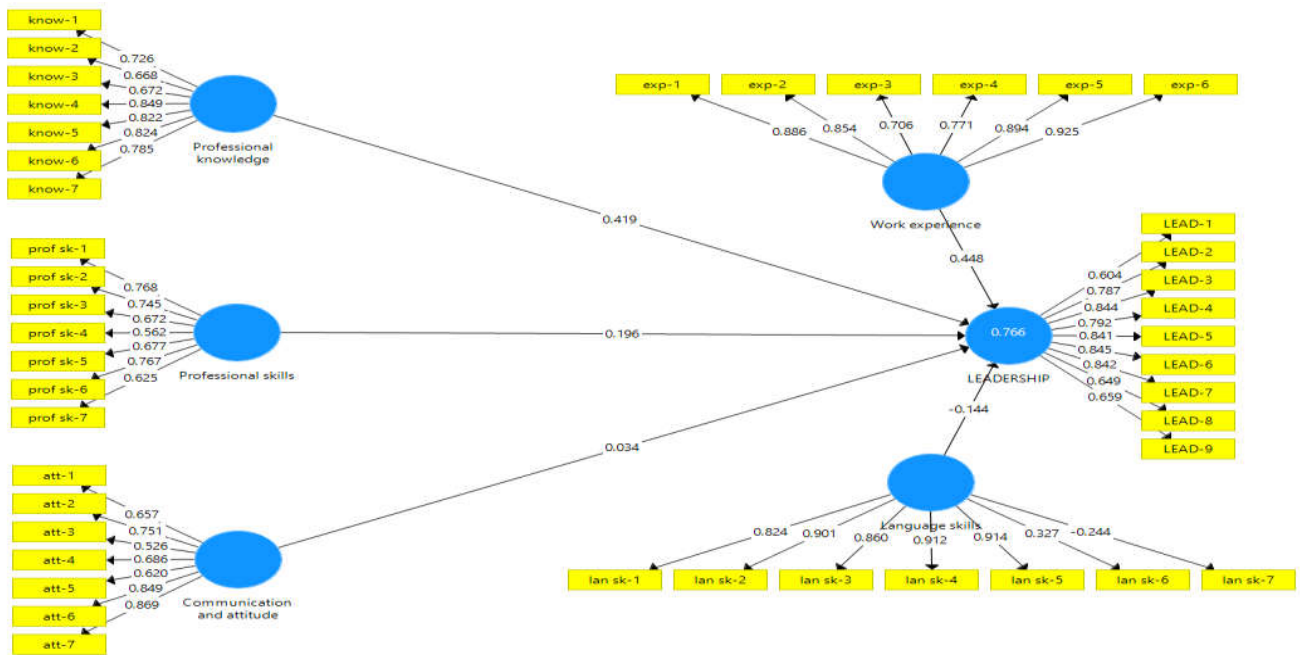 know-1
know-2
know-3
know-4
know-5
know-6
know-7
0.726
0.668
0.672
0.849
0.822
0.824
0.785
Professional
knowledge
0.419
prof sk-1
prof sk-2
prof sk-3
prof sk-4
prof sk-5
prof sk-6
prof sk-7
0.768
0.745
0.672
0.562
0.677
0.767
0.625
Professional skills
0.196
att-1
att-2
att-3
att-4
att-5
att-6
att-7
0.657
0.751
0.526
0.686
0.620
0.849
0.869
Communication
and attitude
0.034
exp-1
exp-2
exp-3
exp-4
exp-5
exp-6
0.886
0.854
0.706
0.771
0.894
0.925
Work experience
0.448
0.766
LEADERSHIP
LEAD-1
LEAD-2
LEAD-3
LEAD-4
LEAD-5
LEAD-6
LEAD-7
LEAD-8
LEAD-9
0.604
0.787
0.844
0.792
0.841
0.845
0.842
0.649
0.659
-0.144
Language skills
0.824
0.901
0.860
0.912
0.914
0.327
-0.244
lan sk-1
lan sk-2
lan sk-3
lan sk-4
lan sk-5
lan sk-6
lan sk-7